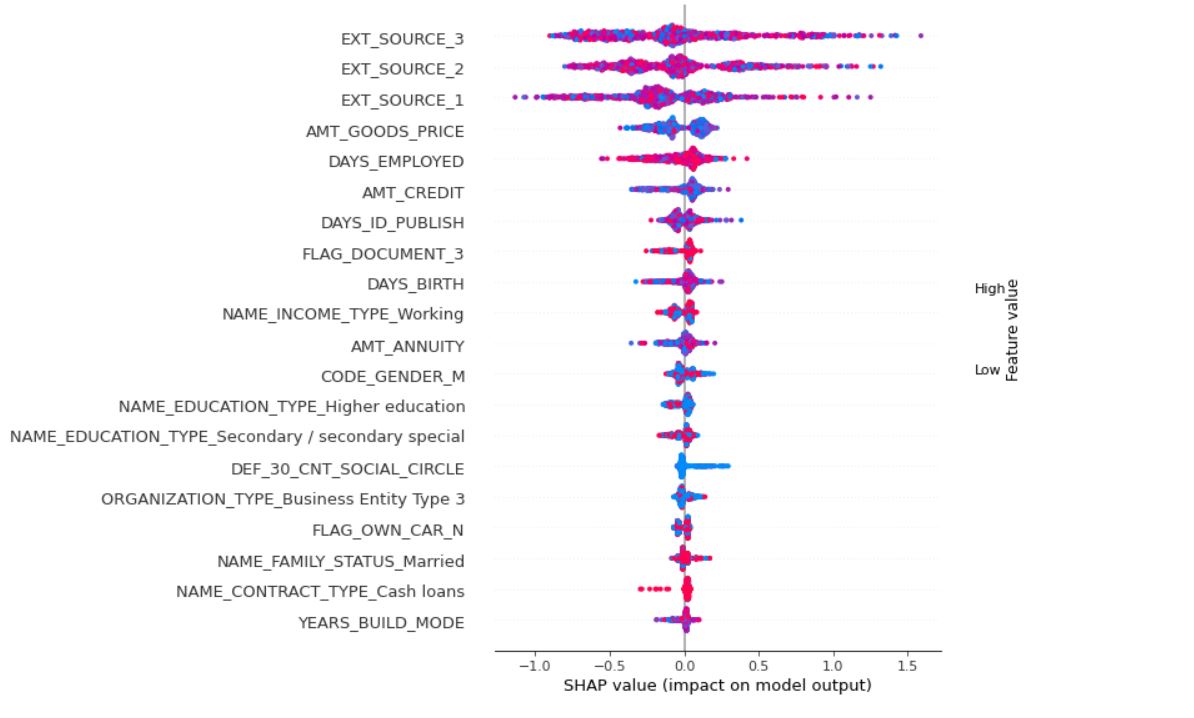 EXT_SOURCE_3
EXT_SOURCE_2
EXT_SOURCE_1
AMT_GOODS_PRICE
DAYS_EMPLOYED
AMT_CREDIT
DAYS_ID_PUBLISH
FLAG_DOCUMENT_3
DAYS_BIRTH
NAME_INCOME_TYPE_Working
AMT_ANNUITY
CODE_GENDER_M
NAME_EDUCATION_TYPE_Higher education
NAME_EDUCATION_TYPE_Secondary / secondary special
DEF_30_CNT_SOCIAL_CIRCLE
ORGANIZATION_TYPE_Business Entity Type 3
FLAG_OWN_CAR_N
NAME_FAMILY_STATUS_Married
NAME_CONTRACT_TYPE_Cash loans
YEARS_BUILD_MODE
−1.0 −0.5 0.0 0.5 1.0 1.5
SHAP value (impact on model output)
High
Low
Feature value